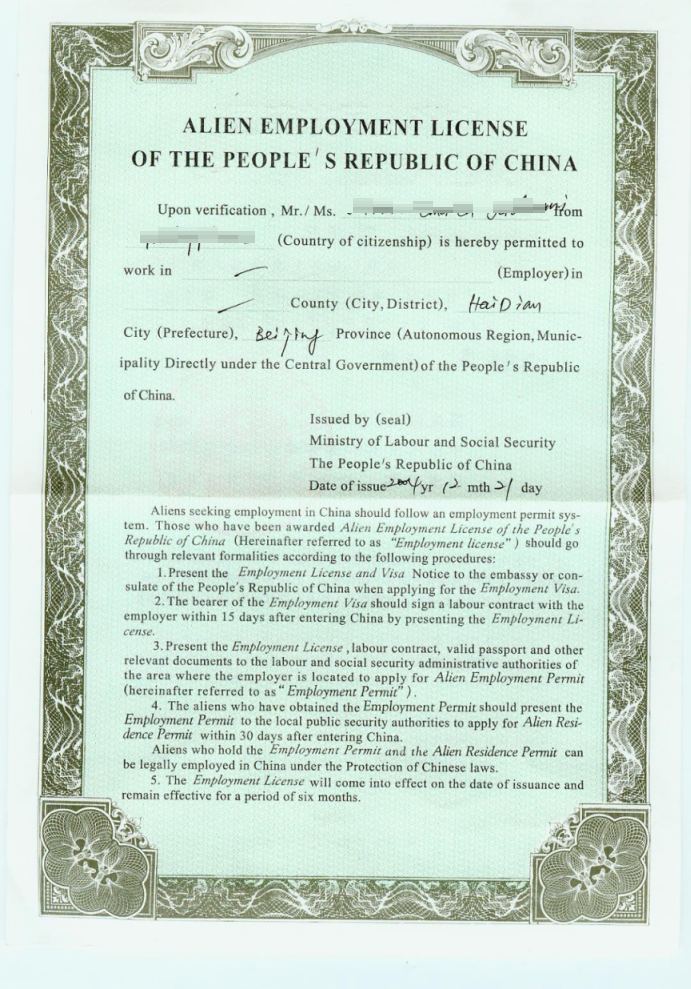 ALIEN EMPLOYMENT LICENSE
OF THE PEOPLE'S REPUBLIC OF CHINA
Upon verification, Mr./ Ms. from
(Country of citizenship) is hereby permitted to
work in (Employer) in
County (City, District), HaiDian
City (Prefecture), Beijing Province (Autonomous Region, Munic-
ipality Directly under the Central Government) of the People's Republic
of China.
Issued by (seal)
Ministry of Labour and Social Security
The People's Republic of China
Date of issue 2004 yr 12 mth 21 day
Aliens seeking employment in China should follow an employment permit sys-
tem. Those who have been awarded Alien Employment License of the People's
Republic of China (Hereinafter referred to as "Employment license") should go
through relevant formalities according to the following procedures:
1. Present the Employment License and Visa Notice to the embassy or con-
sulate of the People's Republic of China when applying for the Employment Visa.
2. The bearer of the Employment Visa should sign a labour contract with the
employer within 15 days after entering China by presenting the Employment Li-
cense.
3. Present the Employment License, labour contract, valid passport and other
relevant documents to the labour and social security administrative authorities of
the area where the employer is located to apply for Alien Employment Permit
(hereinafter referred to as "Employment Permit").
4. The aliens who have obtained the Employment Permit should present the
Employment Permit to the local public security authorities to apply for Alien Resi-
dence Permit within 30 days after entering China.
Aliens who hold the Employment Permit and the Alien Residence Permit can
be legally employed in China under the Protection of Chinese laws.
5. The Employment License will come into effect on the date of issuance and
remain effective for a period of six months.